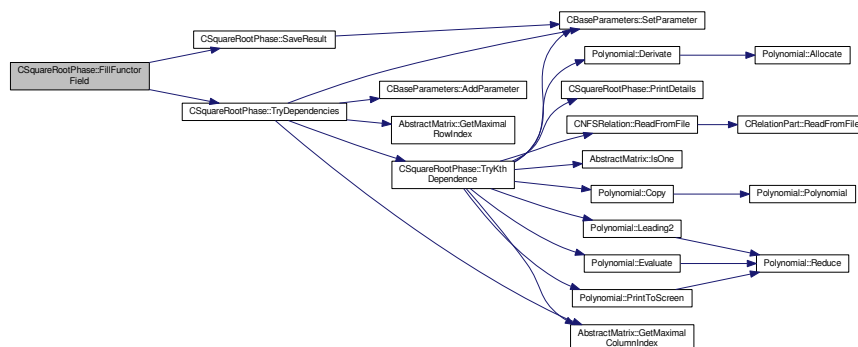 CSquareRootPhase::FillFunctor
Field
CSquareRootPhase::SaveResult
CSquareRootPhase::TryDependencies
CBaseParameters::AddParameter
AbstractMatrix::GetMaximal
RowIndex
CSquareRootPhase::TryKth
Dependence
CBaseParameters::SetParameter
Polynomial::Derivate
CSquareRootPhase::PrintDetails
CNFSRelation::ReadFromFile
AbstractMatrix::IsOne
Polynomial::Copy
Polynomial::Leading2
Polynomial::Evaluate
Polynomial::PrintToScreen
AbstractMatrix::GetMaximal
ColumnIndex
Polynomial::Allocate
CRelationPart::ReadFromFile
Polynomial::Polynomial
Polynomial::Reduce